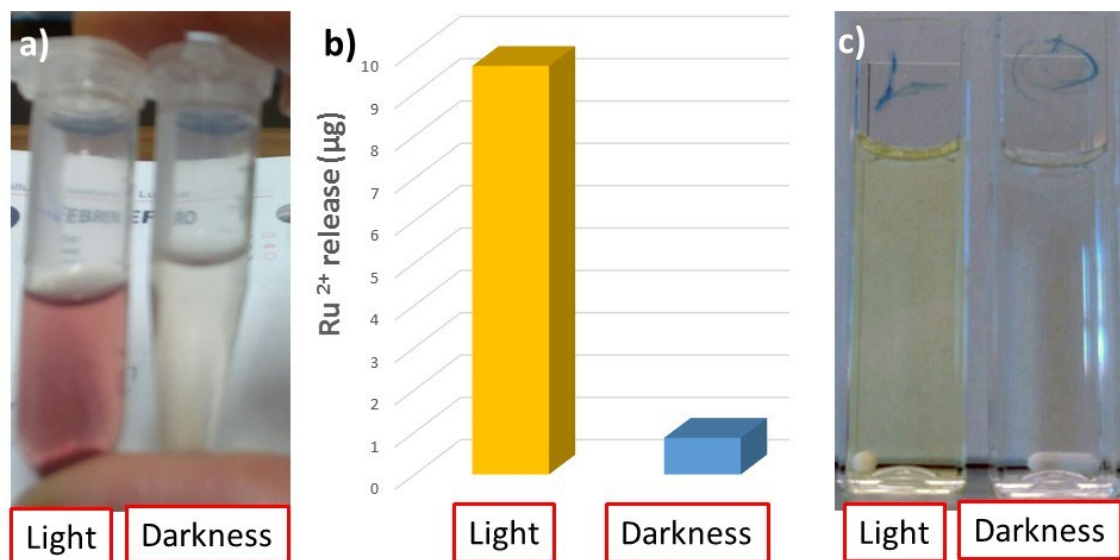 a)
b)
c)
10
9
8
7
6
5
4
3
2
1
0
Ru 2+ release (µg)
L
Light
Darkness
Light
Darkness
Light
Darkness